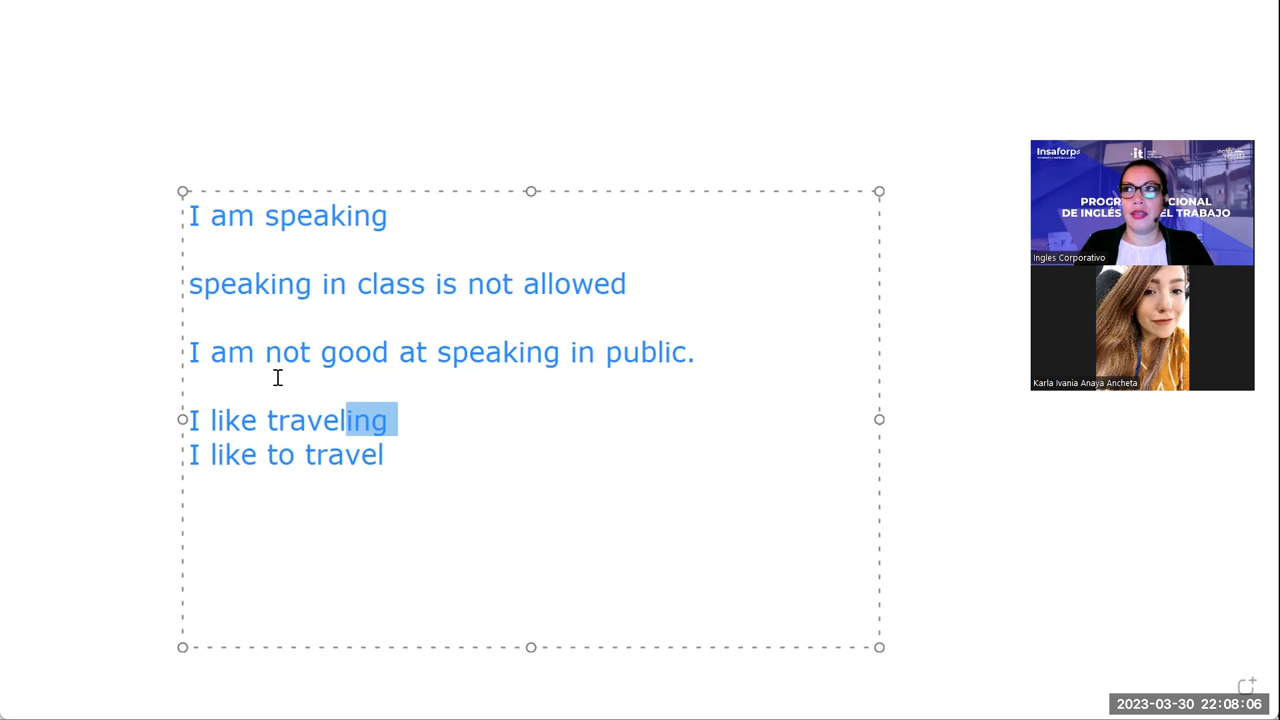 I am speaking
speaking in class is not allowed
I am not good at speaking in public.
I like traveling
I like to travel
Insaforp
it
PROGR CIONAL
DE INGLÉS EL TRABAJO
Ingles Corporativo
Karla Ivania Anaya Ancheta
2023-03-30 22:08:06